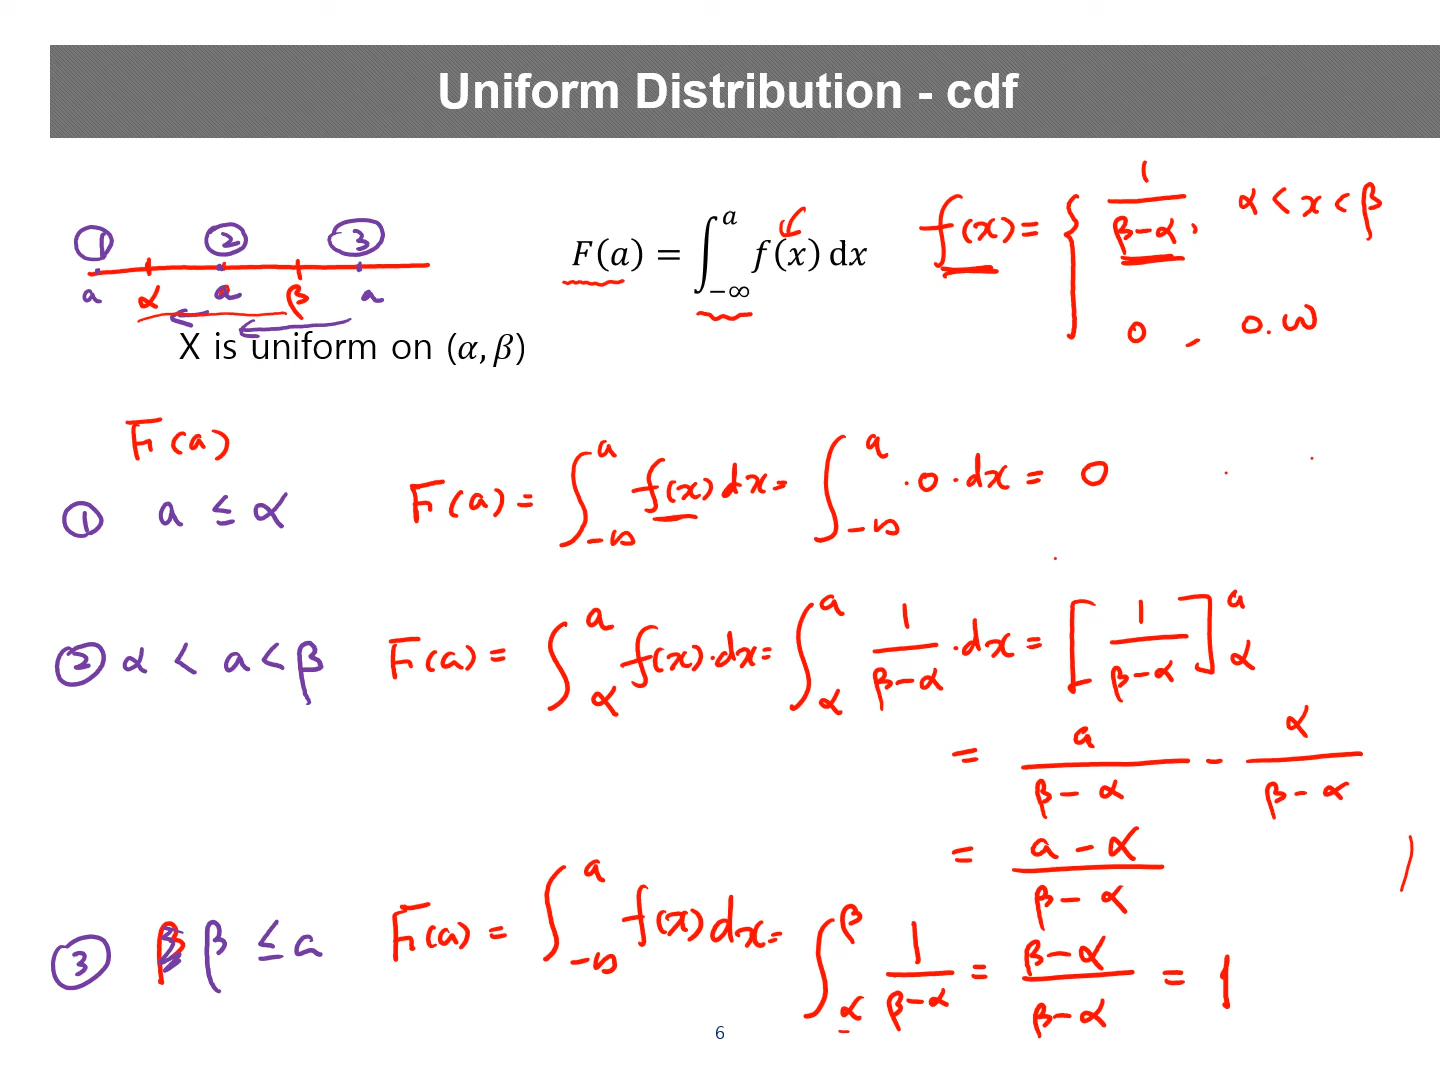 Uniform Distribution - cdf
① ② ③
a α a β a
X is uniform on (α, β)
F(a) = ∫_{-∞}^{a} f(x) dx
f(x) = { 1/(β-α), α < x < β
0 , o.w
F(a)
① a ≤ α F(a) = ∫_{-∞}^{a} f(x) dx = ∫_{-∞}^{a} · 0 · dx = 0
② α < a < β F(a) = ∫_{α}^{a} f(x) · dx = ∫_{α}^{a} 1/(β-α) · dx = [1/(β-α)]_{α}^{a}
= a/(β-α) - α/(β-α)
= (a-α)/(β-α)
③ β β ≤ a F(a) = ∫_{-∞}^{a} f(x) dx = ∫_{α}^{β} 1/(β-α) = (β-α)/(β-α) = 1
6